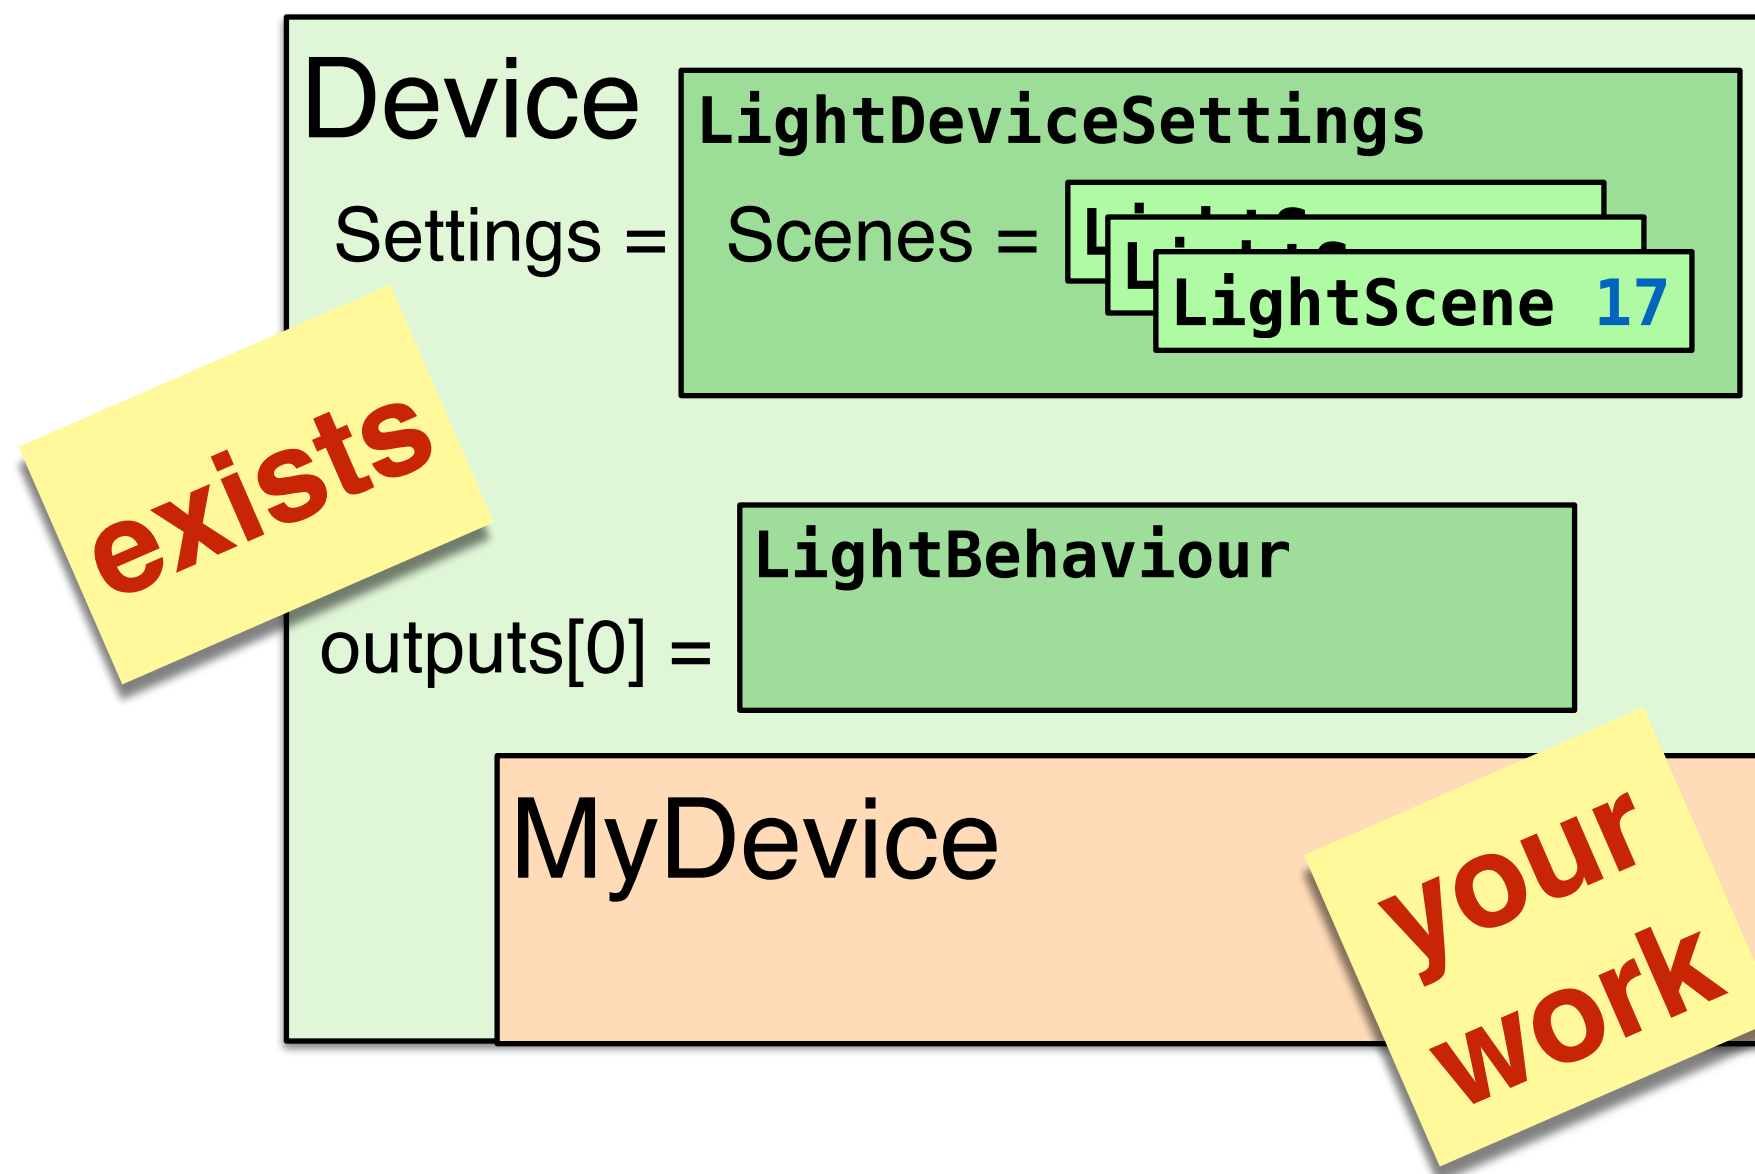 Device
LightDeviceSettings
Settings =
Scenes =
LightScene 17
exists
LightBehaviour
outputs[0] =
MyDevice
your
work